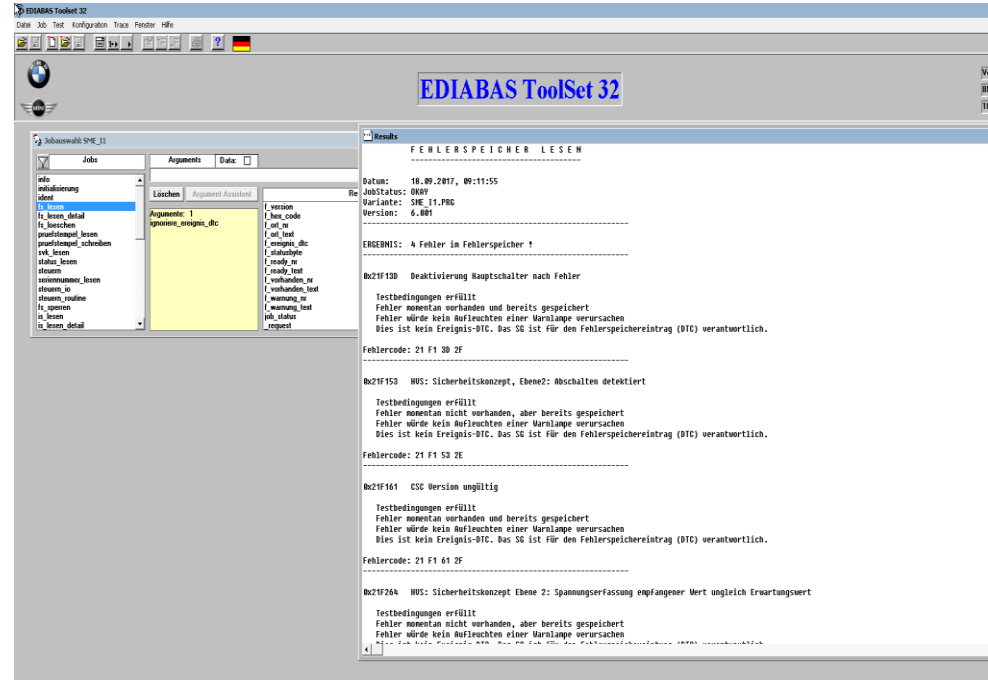 EDIABAS Toolset 32
Datei Job Test Konfiguration Trace Fenster Hilfe
EDIABAS ToolSet 32
MINI
Jobauswahl: SME_I1
Jobs
Arguments
Data:
info
initialisierung
ident
fs_lesen
fs_lesen_detail
fs_loeschen
pruefstempel_lesen
pruefstempel_schreiben
svk_lesen
status_lesen
steuern
seriennummer_lesen
steuern_io
steuern_routine
fs_sperren
is_lesen
is_lesen_detail
Löschen
Argument Assistent
Argumente: 1
ignoriere_ereignis_dtc
Re
f_version
f_hex_code
f_ort_nr
f_ort_text
f_ereignis_dtc
f_statusbyte
f_ready_nr
f_ready_text
f_vorhanden_nr
f_vorhanden_text
f_warnung_nr
f_warnung_text
job_status
_request
Results
F E H L E R S P E I C H E R   L E S E N
----------------------------------------
Datum: 18.09.2017, 09:11:55
JobStatus: OKAY
Variante: SME_I1.PRG
Version: 6.001
--------------------------------------------------------------
ERGEBNIS: 4 Fehler im Fehlerspeicher !
--------------------------------------------------------------
0x21F13D Deaktivierung Hauptschalter nach Fehler
Testbedingungen erfüllt
Fehler momentan vorhanden und bereits gespeichert
Fehler würde kein Aufleuchten einer Warnlampe verursachen
Dies ist kein Ereignis-DTC. Das SG ist für den Fehlerspeichereintrag (DTC) verantwortlich.
Fehlercode: 21 F1 3D 2F
--------------------------------------------------------------
0x21F153 HVS: Sicherheitskonzept, Ebene2: Abschalten detektiert
Testbedingungen erfüllt
Fehler momentan nicht vorhanden, aber bereits gespeichert
Fehler würde kein Aufleuchten einer Warnlampe verursachen
Dies ist kein Ereignis-DTC. Das SG ist für den Fehlerspeichereintrag (DTC) verantwortlich.
Fehlercode: 21 F1 53 2E
--------------------------------------------------------------
0x21F161 CSC Version ungültig
Testbedingungen erfüllt
Fehler momentan vorhanden und bereits gespeichert
Fehler würde kein Aufleuchten einer Warnlampe verursachen
Dies ist kein Ereignis-DTC. Das SG ist für den Fehlerspeichereintrag (DTC) verantwortlich.
Fehlercode: 21 F1 61 2F
--------------------------------------------------------------
0x21F264 HVS: Sicherheitskonzept Ebene 2: Spannungserfassung empfangener Wert ungleich Erwartungswert
Testbedingungen erfüllt
Fehler momentan nicht vorhanden, aber bereits gespeichert
Fehler würde kein Aufleuchten einer Warnlampe verursachen